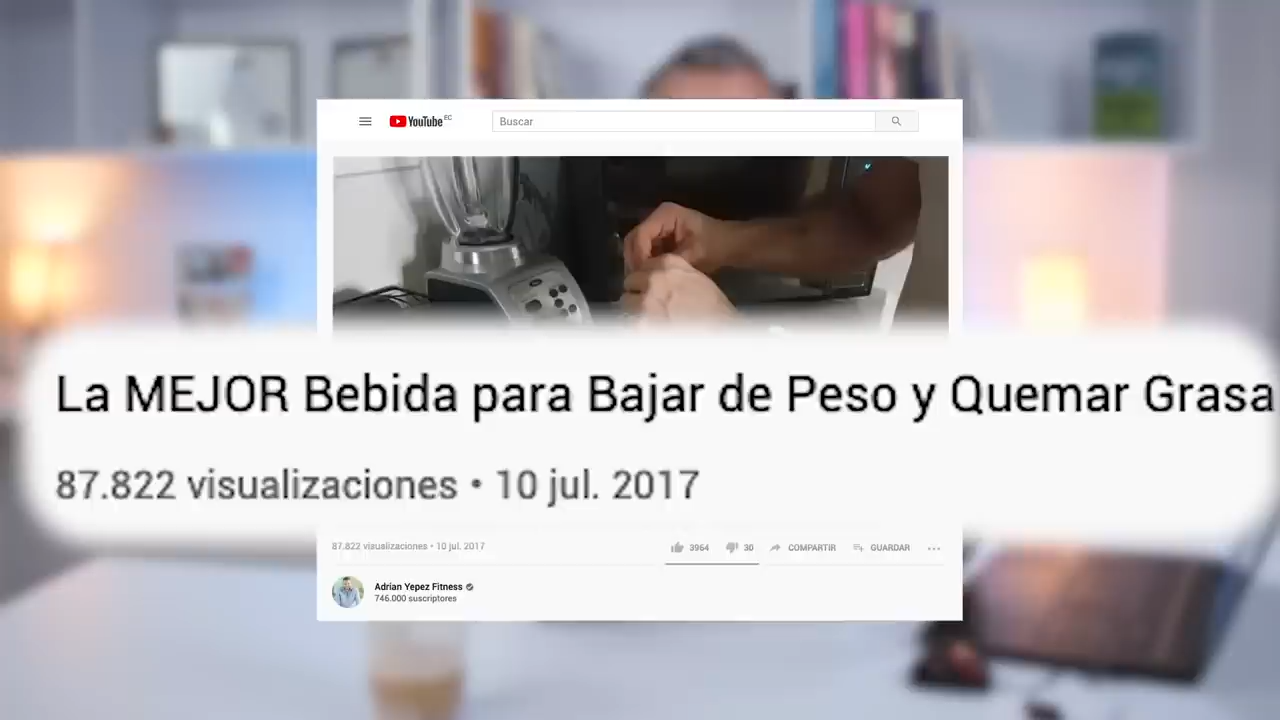 YouTube EC
Buscar
La MEJOR Bebida para Bajar de Peso y Quemar Grasa
87.822 visualizaciones • 10 jul. 2017
87.822 visualizaciones • 10 jul. 2017
3964
30
COMPARTIR
GUARDAR
Adrían Yepez Fitness
746.000 suscriptores